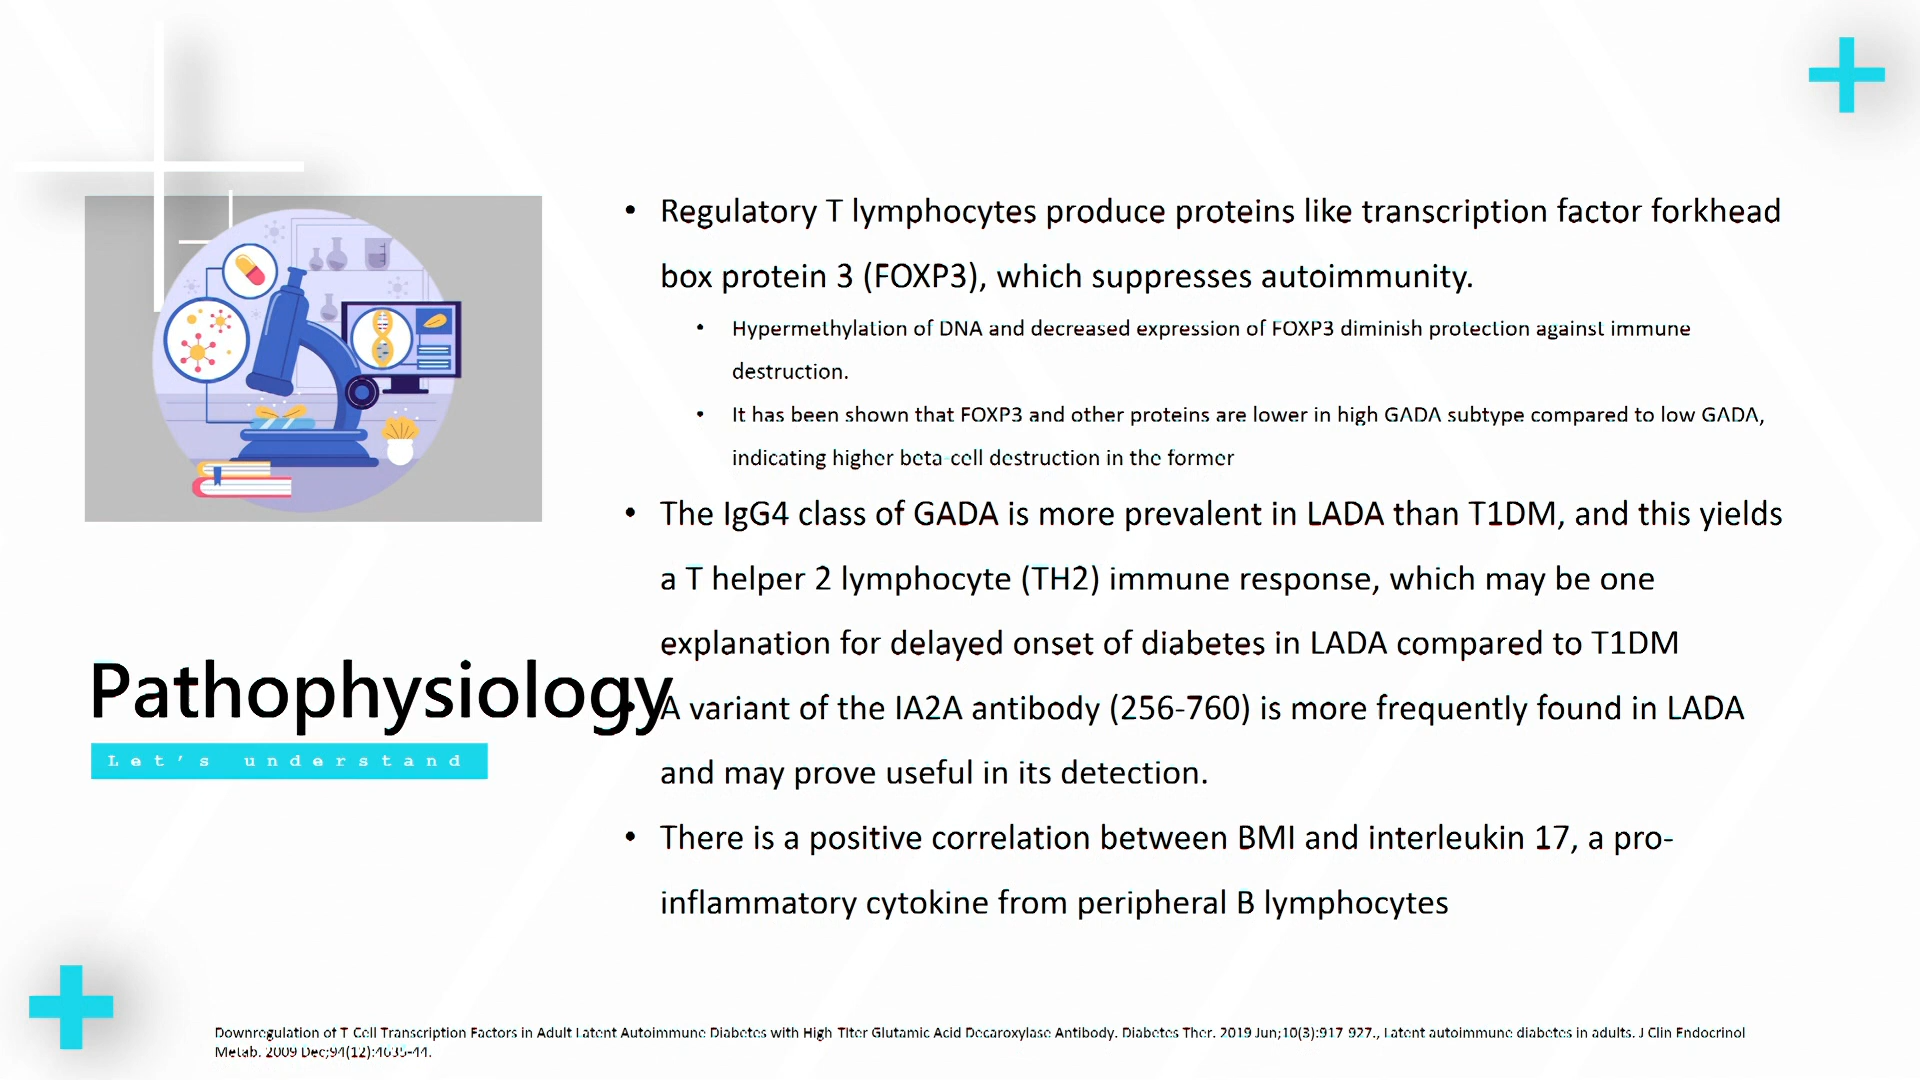 • Regulatory T lymphocytes produce proteins like transcription factor forkhead
box protein 3 (FOXP3), which suppresses autoimmunity.
• Hypermethylation of DNA and decreased expression of FOXP3 diminish protection against immune
destruction.
• It has been shown that FOXP3 and other proteins are lower in high GADA subtype compared to low GADA,
indicating higher beta-cell destruction in the former
• The IgG4 class of GADA is more prevalent in LADA than T1DM, and this yields
a T helper 2 lymphocyte (TH2) immune response, which may be one
explanation for delayed onset of diabetes in LADA compared to T1DM
• A variant of the IA2A antibody (256-760) is more frequently found in LADA
and may prove useful in its detection.
• There is a positive correlation between BMI and interleukin 17, a pro-
inflammatory cytokine from peripheral B lymphocytes
Pathophysiology
Let's understand
Downregulation of T Cell Transcription Factors in Adult Latent Autoimmune Diabetes with High Titer Glutamic Acid Decaroxylase Antibody. Diabetes Ther. 2019 Jun;10(3):917-927., Latent autoimmune diabetes in adults. J Clin Endocrinol
Metab. 2009 Dec;94(12):4635-44.